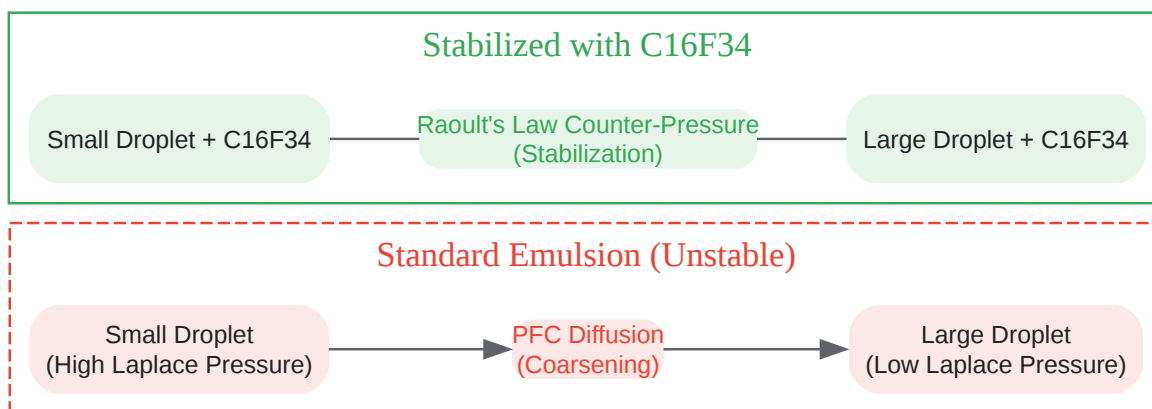 Stabilized with C16F34
Small Droplet + C16F34
Raoult's Law Counter-Pressure
(Stabilization)
Large Droplet + C16F34
Standard Emulsion (Unstable)
Small Droplet
(High Laplace Pressure)
PFC Diffusion
(Coarsening)
Large Droplet
(Low Laplace Pressure)